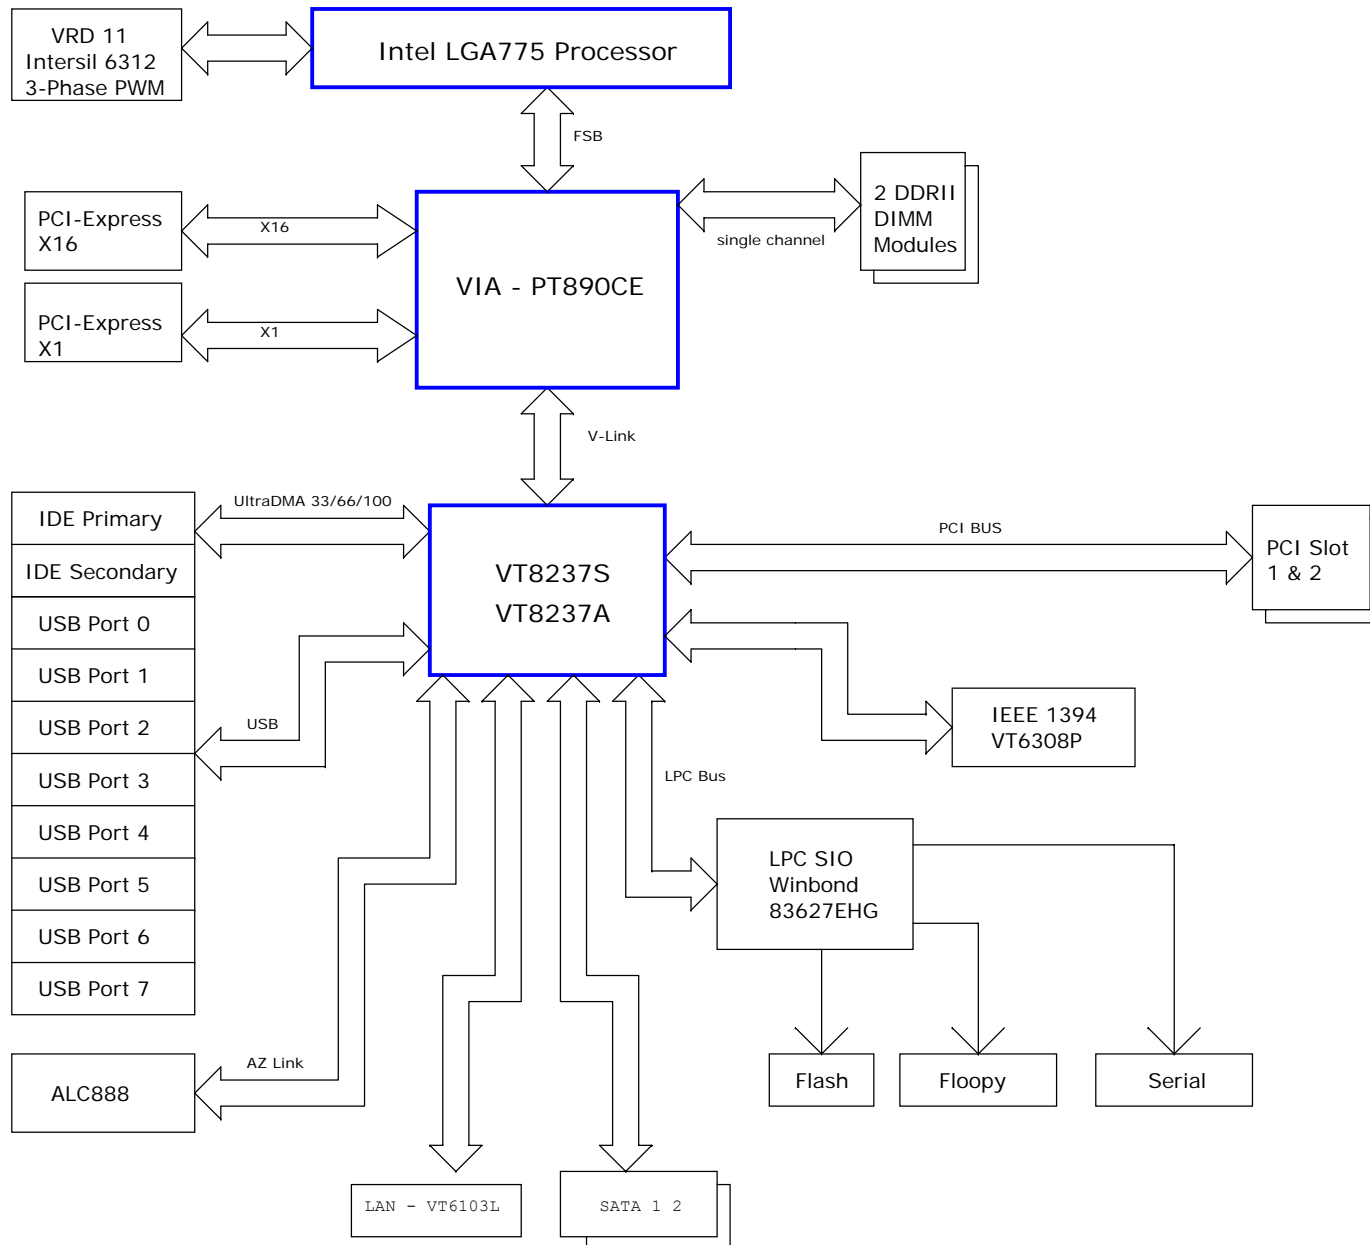 VRD 11
Intersil 6312
3-Phase PWM
Intel LGA775 Processor
FSB
PCI-Express
X16
X16
2 DDRII
DIMM
Modules
single channel
VIA - PT890CE
PCI-Express
X1
X1
V-Link
IDE Primary
UltraDMA 33/66/100
IDE Secondary
USB Port 0
USB Port 1
USB Port 2
USB Port 3
USB Port 4
USB Port 5
USB Port 6
USB Port 7
USB
VT8237S
VT8237A
PCI BUS
PCI Slot
1 & 2
IEEE 1394
VT6308P
LPC Bus
LPC SIO
Winbond
83627EHG
Flash
Floopy
Serial
ALC888
AZ Link
LAN - VT6103L
SATA 1 2